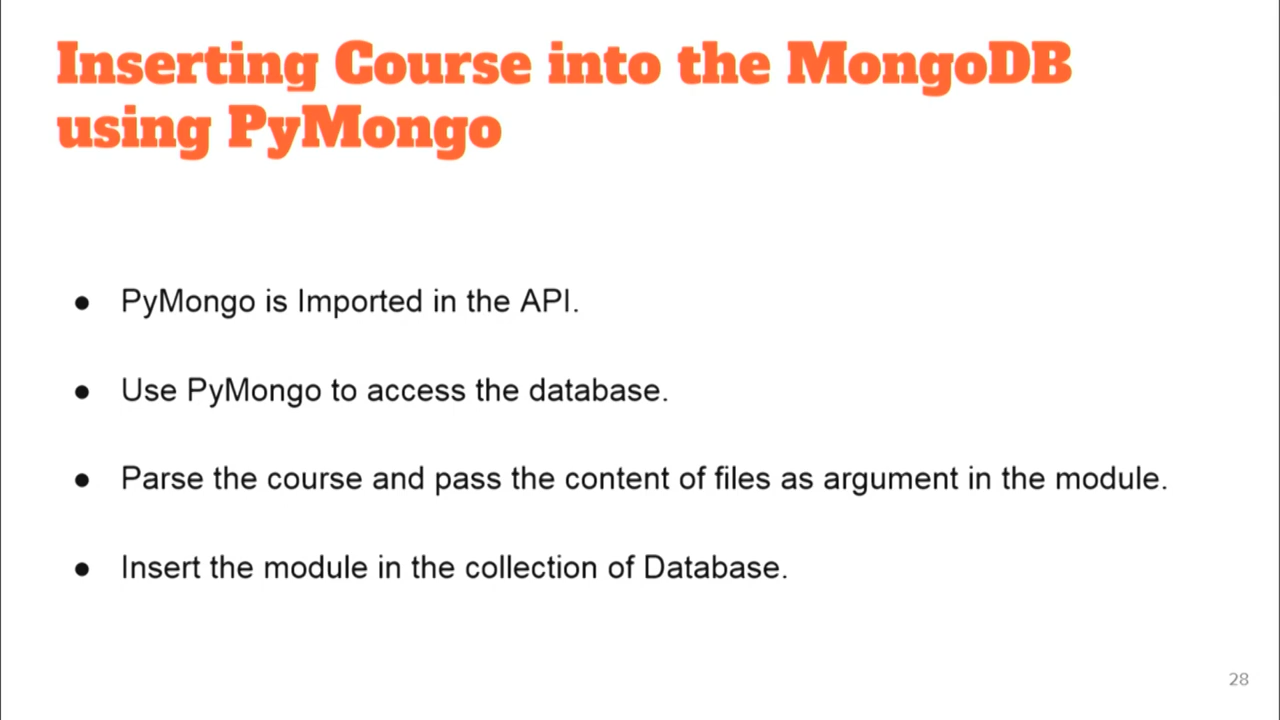 Inserting Course into the MongoDB
using PyMongo
● PyMongo is Imported in the API.
● Use PyMongo to access the database.
● Parse the course and pass the content of files as argument in the module.
● Insert the module in the collection of Database.
28